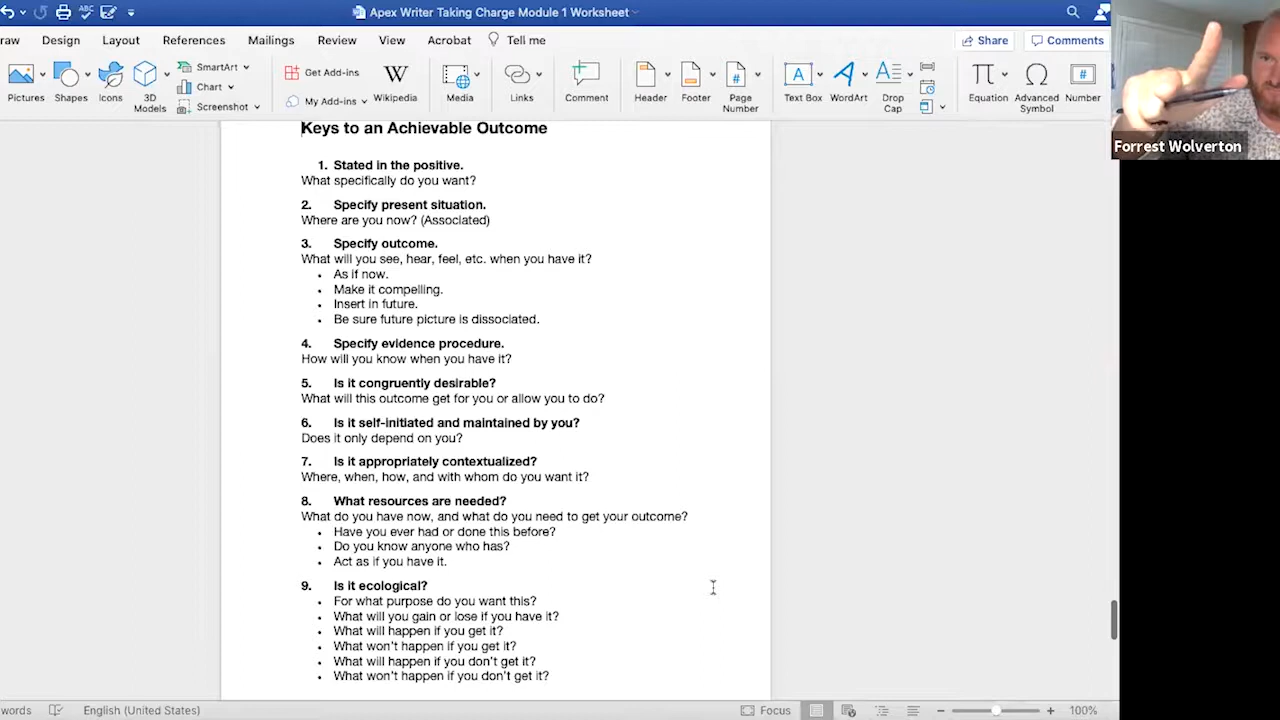 Apex Writer Taking Charge Module 1 Worksheet
raw Design Layout References Mailings Review View Acrobat Tell me Share Comments
Pictures Shapes Icons 3D Models SmartArt Chart Screenshot Get Add-ins My Add-ins Wikipedia Media Links Comment Header Footer Page Number Text Box WordArt Drop Cap Equation Advanced Symbol Number
Forrest Wolverton
Keys to an Achievable Outcome
1. Stated in the positive.
What specifically do you want?
2. Specify present situation.
Where are you now? (Associated)
3. Specify outcome.
What will you see, hear, feel, etc. when you have it?
• As if now.
• Make it compelling.
• Insert in future.
• Be sure future picture is dissociated.
4. Specify evidence procedure.
How will you know when you have it?
5. Is it congruently desirable?
What will this outcome get for you or allow you to do?
6. Is it self-initiated and maintained by you?
Does it only depend on you?
7. Is it appropriately contextualized?
Where, when, how, and with whom do you want it?
8. What resources are needed?
What do you have now, and what do you need to get your outcome?
• Have you ever had or done this before?
• Do you know anyone who has?
• Act as if you have it.
9. Is it ecological?
• For what purpose do you want this?
• What will you gain or lose if you have it?
• What will happen if you get it?
• What won't happen if you get it?
• What will happen if you don't get it?
• What won't happen if you don't get it?
words English (United States) Focus 100%